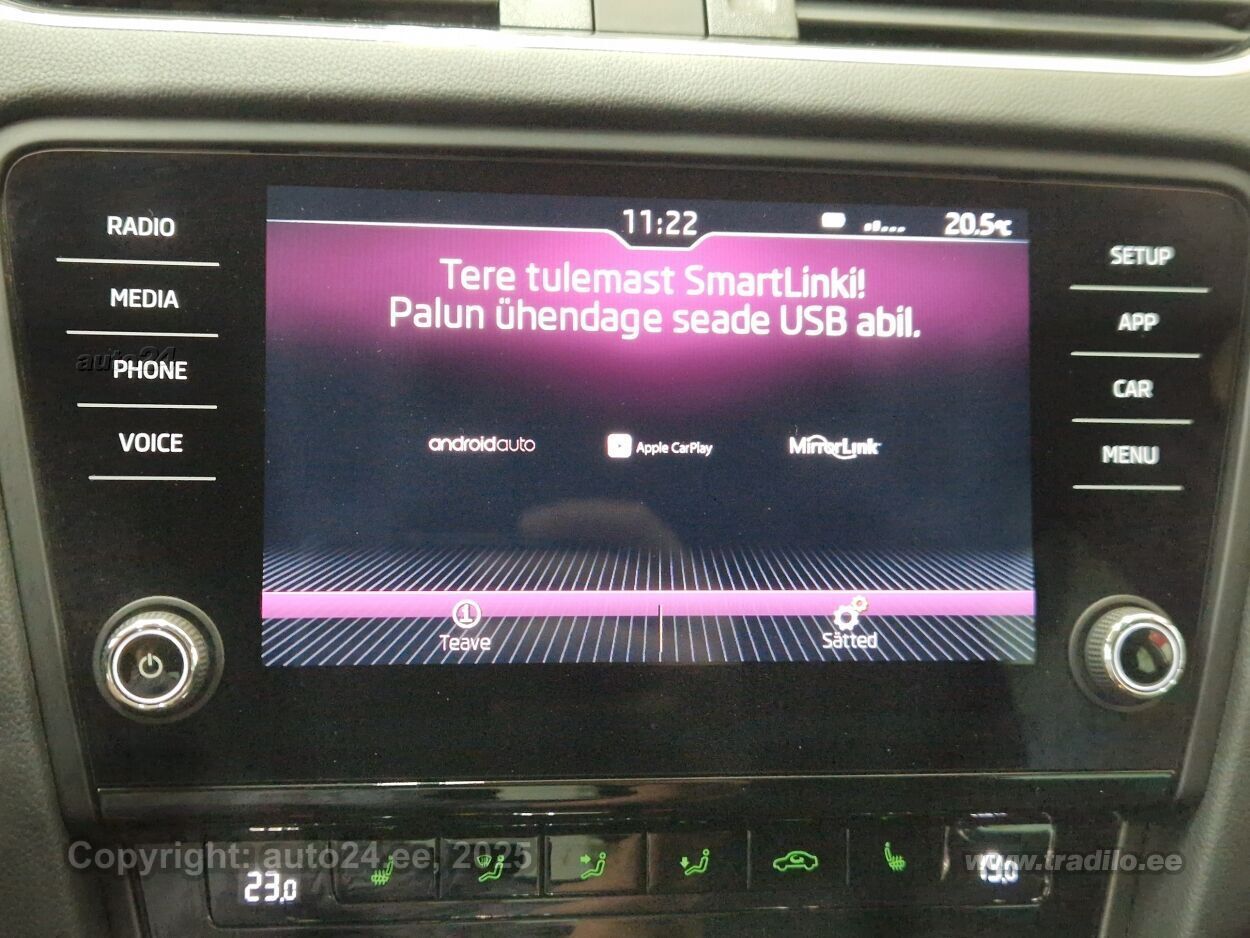 11:22
20.5°C
RADIO
MEDIA
PHONE
VOICE
Tere tulemast SmartLinki!
Palun ühendage seade USB abil.
androidauto
Apple CarPlay
MirrorLink
Teave
Sätted
SETUP
APP
CAR
MENU
auto24
Copyright: auto24.ee, 2025
www.tradilo.ee
23.0
19.0